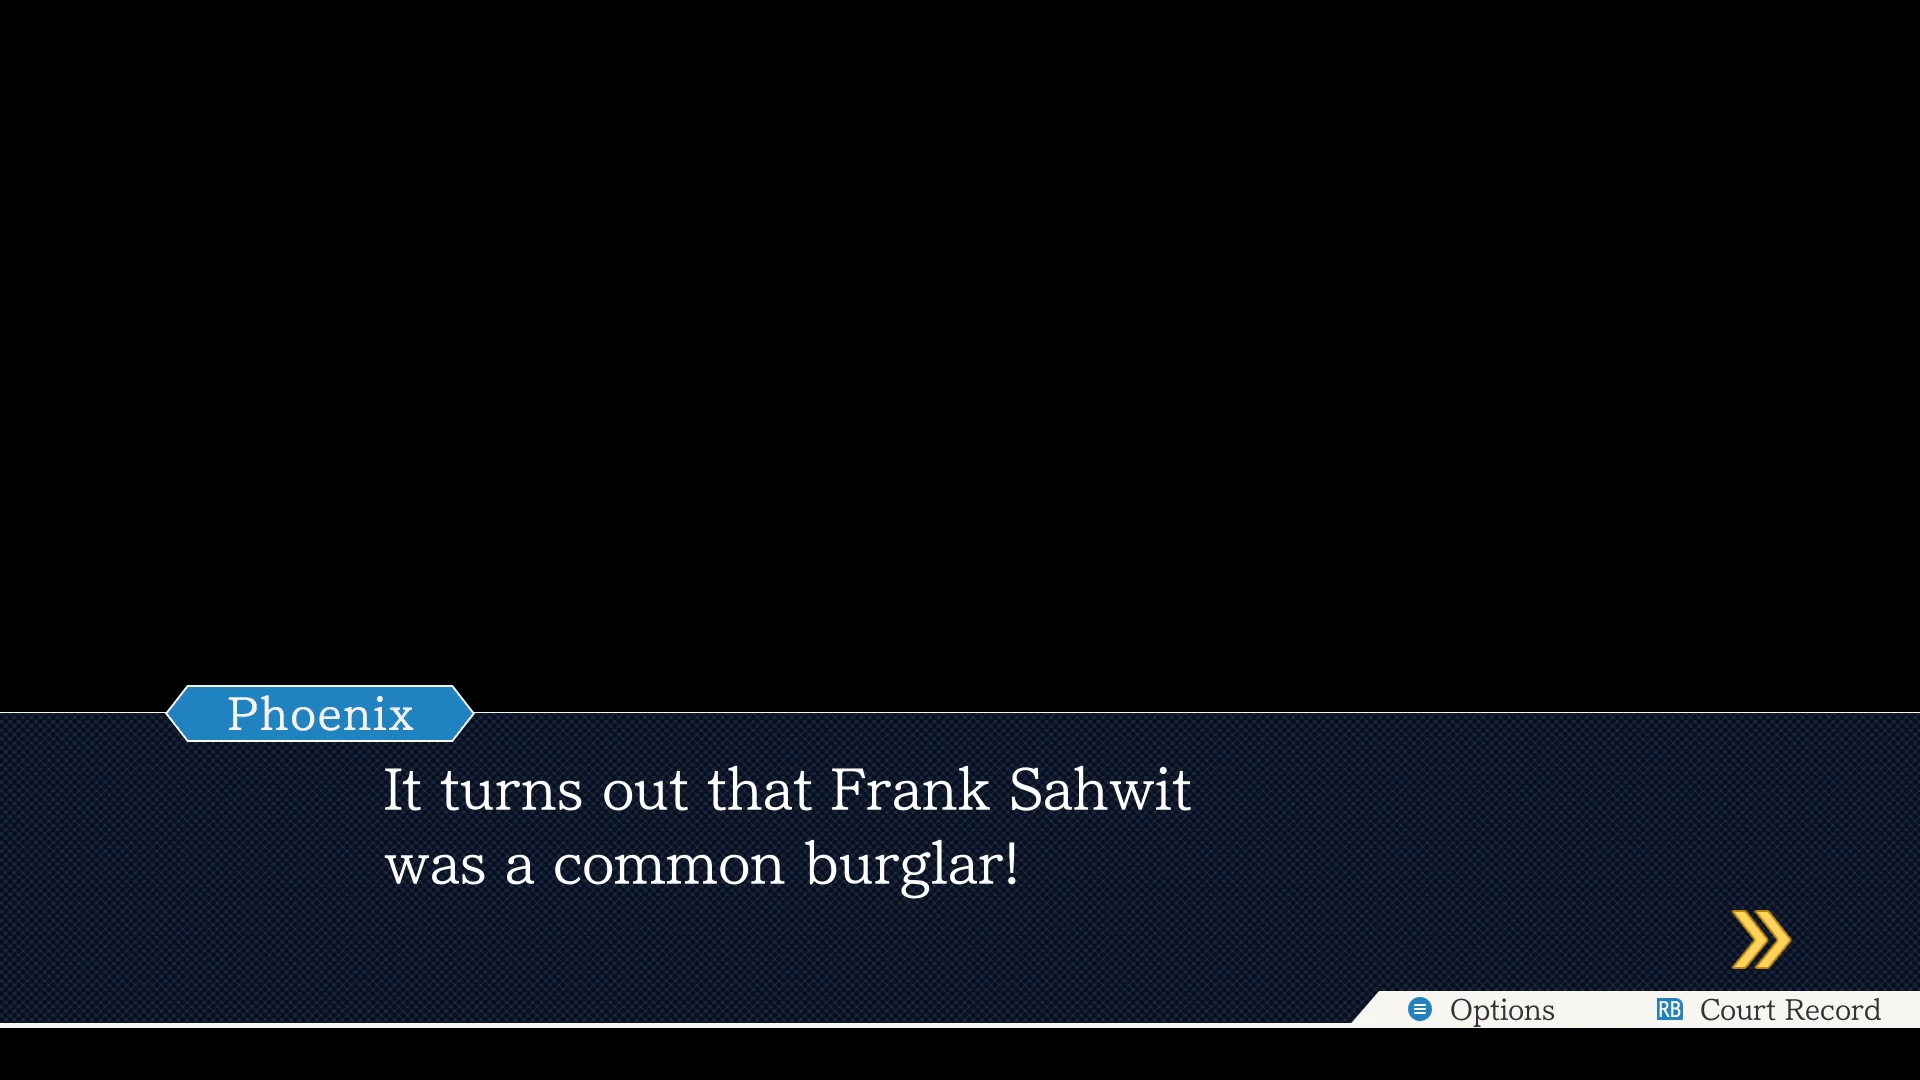 Phoenix
It turns out that Frank Sahwit
was a common burglar!
Options
RB Court Record